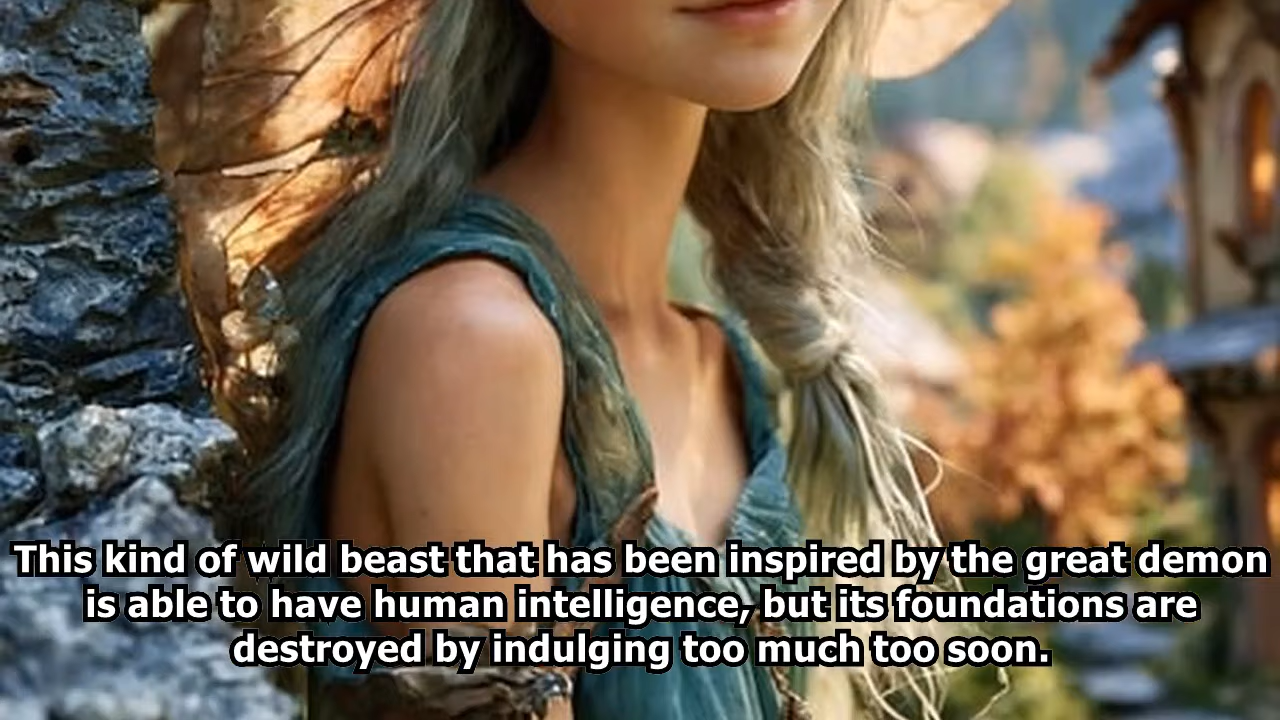 This kind of wild beast that has been inspired by the great demon
is able to have human intelligence, but its foundations are
destroyed by indulging too much too soon.